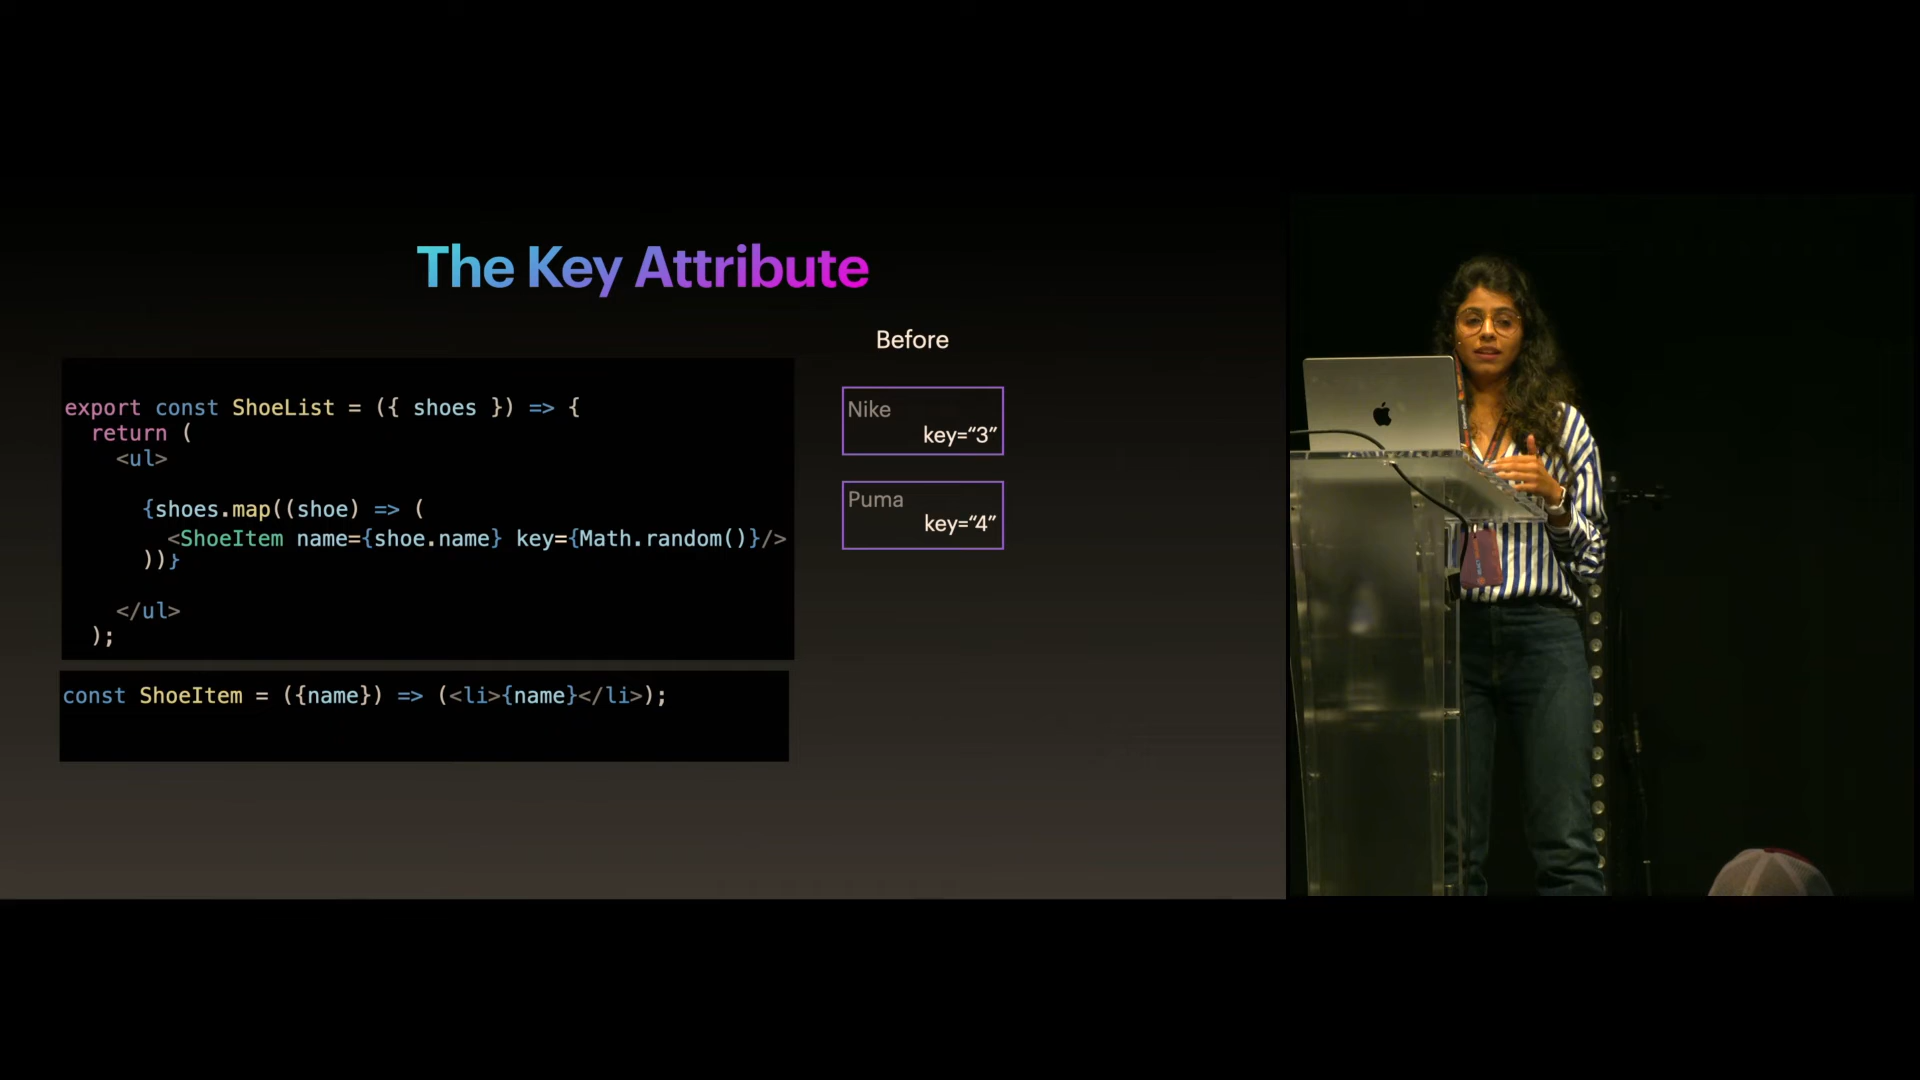 The Key Attribute
export const ShoeList = ({ shoes }) => {
return (
<ul>
{shoes.map((shoe) => (
<ShoeItem name={shoe.name} key={Math.random()}/>
))}
</ul>
);
const ShoeItem = ({name}) => (<li>{name}</li>);
Before
Nike
key=“3”
Puma
key=“4”